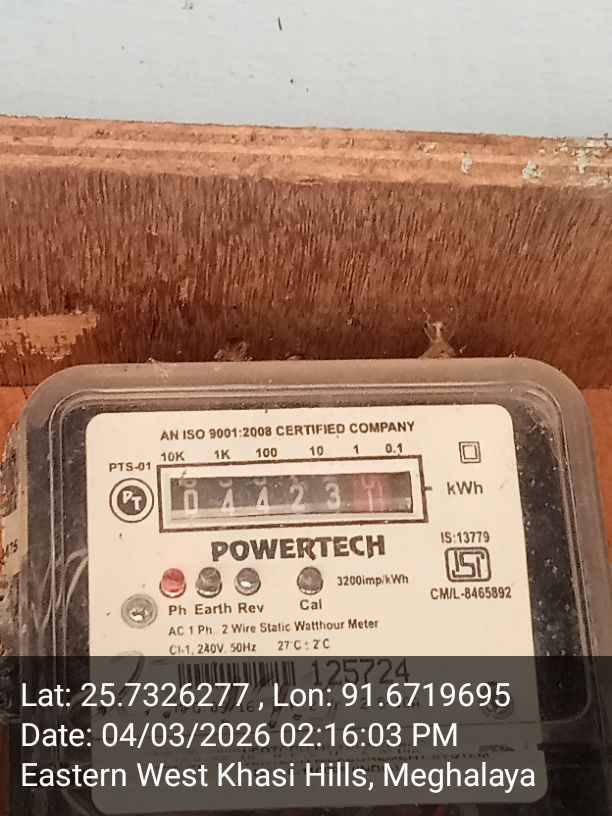 AN ISO 9001:2008 CERTIFIED COMPANY
10K 1K 100 10 1 0.1
PTS-01
PT
0 4 4 2 3 1
kWh
POWERTECH
IS:13779
ISI
CM/L-8465892
3200imp/kWh
Ph Earth Rev Cal
AC 1 Ph. 2 Wire Static Watthour Meter
Cl-1, 240V. 50Hz 27°C ± 2°C
125724
Lat: 25.7326277 , Lon: 91.6719695
Date: 04/03/2026 02:16:03 PM
Eastern West Khasi Hills, Meghalaya